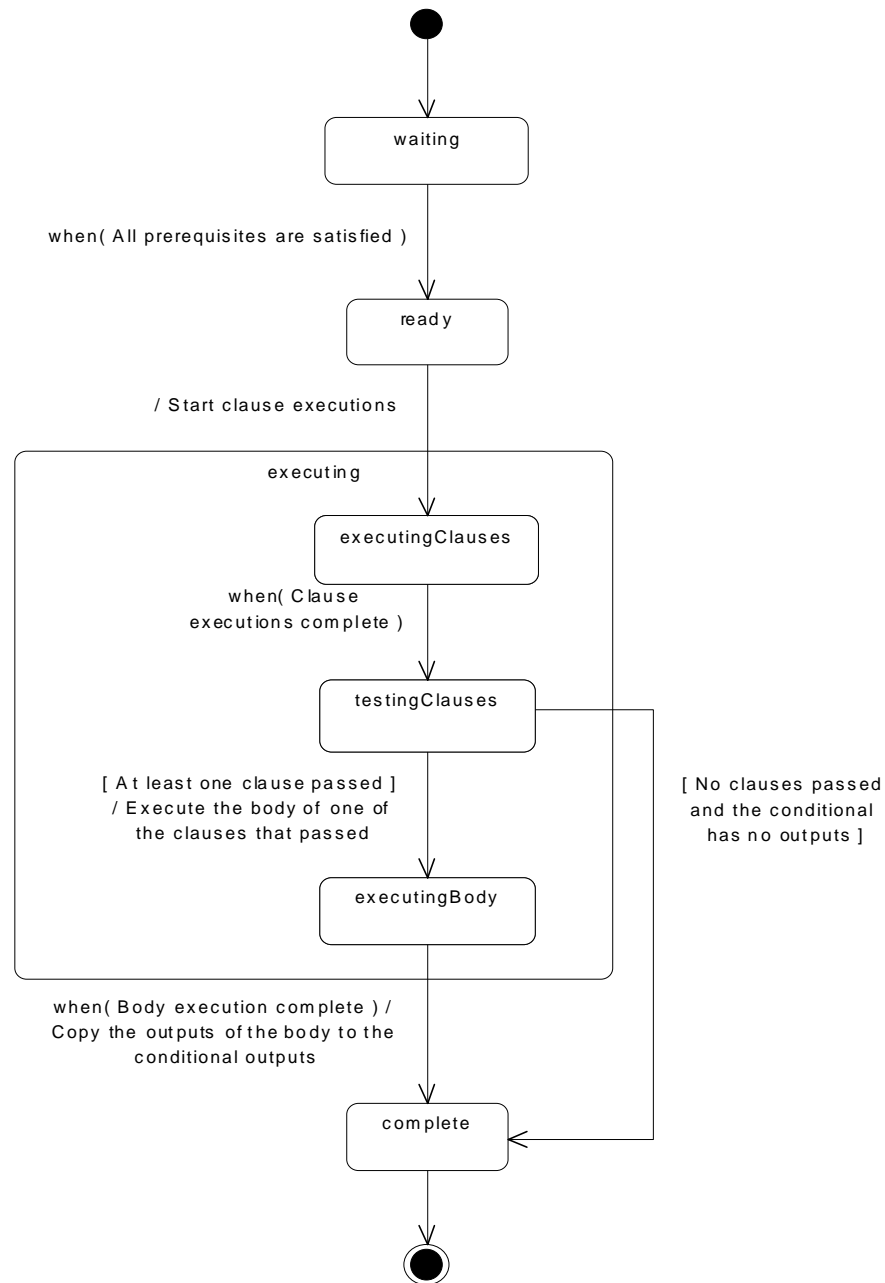 waiting
when( All prerequisites are satisfied )
ready
/ Start clause executions
executing
executingClauses
when( Clause
executions complete )
testingClauses
[ At least one clause passed ]
/ Execute the body of one of
the clauses that passed
[ No clauses passed
and the conditional
has no outputs ]
executingBody
when( Body execution complete ) /
Copy the outputs of the body to the
conditional outputs
complete